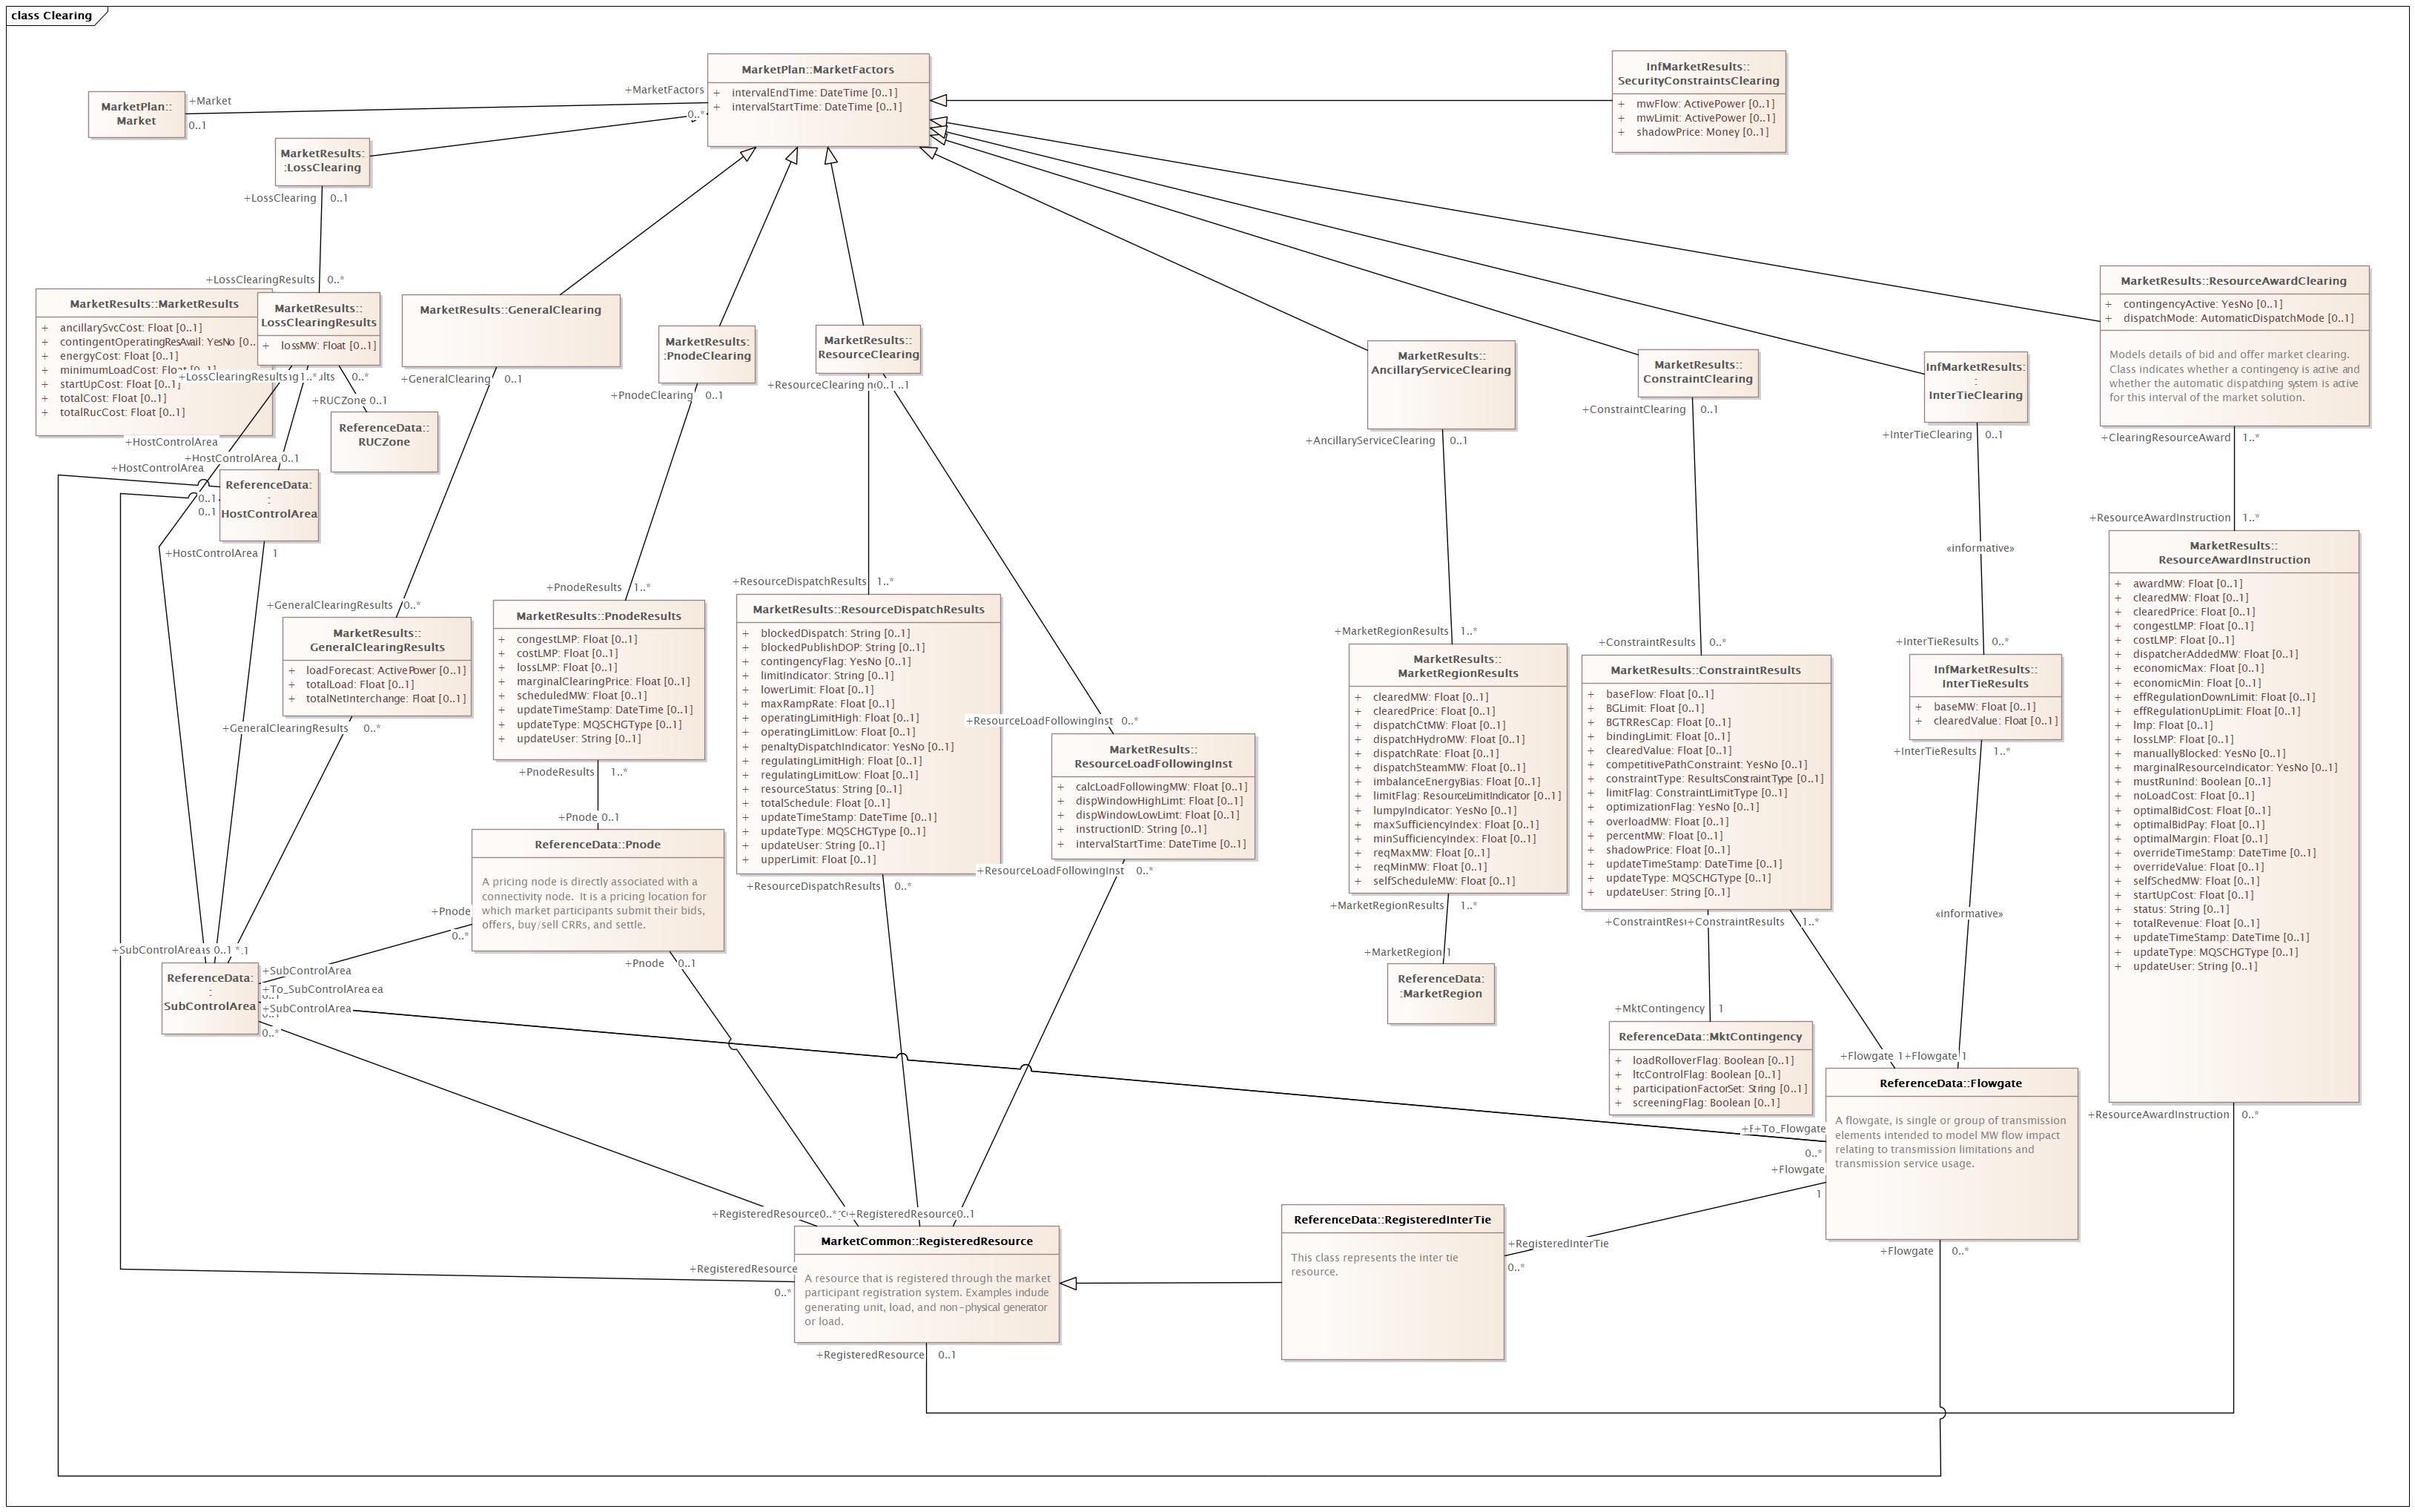 class Clearing
MarketPlan::MarketFactors
+ intervalEndTime: DateTime [0..1]
+ intervalStartTime: DateTime [0..1]
+MarketFactors
0..*
InfMarketResults::
SecurityConstraintsClearing
+ mwFlow: ActivePower [0..1]
+ mwLimit: ActivePower [0..1]
+ shadowPrice: Money [0..1]
MarketPlan::
Market
+Market
0..1
MarketResults:
:LossClearing
+LossClearing 0..1
+LossClearingResults 0..*
MarketResults::MarketResults
+ ancillarySvcCost: Float [0..1]
+ contingentOperatingResAvail: YesNo [0..
+ energyCost: Float [0..1]
+ minimumLoadCost: Float [0..1]
+ startUpCost: Float [0..1]
+ totalCost: Float [0..1]
+ totalRucCost: Float [0..1]
MarketResults::
LossClearingResults
+ lossMW: Float [0..1]
+LossClearingResults 1..* 0..*
+RUCZone 0..1
ReferenceData::
RUCZone
+HostControlArea
+HostControlArea 0..1
+HostControlArea
0..1
0..1
ReferenceData:
:
HostControlArea
+HostControlArea 1
MarketResults::GeneralClearing
+GeneralClearing 0..1
MarketResults:
:PnodeClearing
+PnodeClearing 0..1
MarketResults::
ResourceClearing
+ResourceClearing 0..1
MarketResults::
AncillaryServiceClearing
+AncillaryServiceClearing 0..1
MarketResults::
ConstraintClearing
+ConstraintClearing 0..1
InfMarketResults:
:
InterTieClearing
+InterTieClearing 0..1
MarketResults::ResourceAwardClearing
+ contingencyActive: YesNo [0..1]
+ dispatchMode: AutomaticDispatchMode [0..1]
Models details of bid and offer market clearing.
Class indicates whether a contingency is active and
whether the automatic dispatching system is active
for this interval of the market solution.
+ClearingResourceAward 1..*
+ResourceAwardInstruction 1..*
«informative»
+GeneralClearingResults 0..*
MarketResults::
GeneralClearingResults
+ loadForecast: ActivePower [0..1]
+ totalLoad: Float [0..1]
+ totalNetInterchange: Float [0..1]
+GeneralClearingResults 0..*
+PnodeResults 1..*
MarketResults::PnodeResults
+ congestLMP: Float [0..1]
+ costLMP: Float [0..1]
+ lossLMP: Float [0..1]
+ marginalClearingPrice: Float [0..1]
+ scheduledMW: Float [0..1]
+ updateTimeStamp: DateTime [0..1]
+ updateType: MQSCHGType [0..1]
+ updateUser: String [0..1]
+PnodeResults 1..*
+Pnode 0..1
+ResourceDispatchResults 1..*
MarketResults::ResourceDispatchResults
+ blockedDispatch: String [0..1]
+ blockedPublishDOP: String [0..1]
+ contingencyFlag: YesNo [0..1]
+ limitIndicator: String [0..1]
+ lowerLimit: Float [0..1]
+ maxRampRate: Float [0..1]
+ operatingLimitHigh: Float [0..1]
+ operatingLimitLow: Float [0..1]
+ penaltyDispatchIndicator: YesNo [0..1]
+ regulatingLimitHigh: Float [0..1]
+ regulatingLimitLow: Float [0..1]
+ resourceStatus: String [0..1]
+ totalSchedule: Float [0..1]
+ updateTimeStamp: DateTime [0..1]
+ updateType: MQSCHGType [0..1]
+ updateUser: String [0..1]
+ upperLimit: Float [0..1]
+ResourceDispatchResults 0..*
+ResourceLoadFollowingInst 0..*
MarketResults::
ResourceLoadFollowingInst
+ calcLoadFollowingMW: Float [0..1]
+ dispWindowHighLimt: Float [0..1]
+ dispWindowLowLimt: Float [0..1]
+ instructionID: String [0..1]
+ intervalStartTime: DateTime [0..1]
+ResourceLoadFollowingInst 0..*
+MarketRegionResults 1..*
MarketResults::
MarketRegionResults
+ clearedMW: Float [0..1]
+ clearedPrice: Float [0..1]
+ dispatchCtMW: Float [0..1]
+ dispatchHydroMW: Float [0..1]
+ dispatchRate: Float [0..1]
+ dispatchSteamMW: Float [0..1]
+ imbalanceEnergyBias: Float [0..1]
+ limitFlag: ResourceLimitIndicator [0..1]
+ lumpyIndicator: YesNo [0..1]
+ maxSufficiencyIndex: Float [0..1]
+ minSufficiencyIndex: Float [0..1]
+ reqMaxMW: Float [0..1]
+ reqMinMW: Float [0..1]
+ selfScheduleMW: Float [0..1]
+MarketRegionResults 1..*
+MarketRegion 1
ReferenceData:
:MarketRegion
+ConstraintResults 0..*
MarketResults::ConstraintResults
+ baseFlow: Float [0..1]
+ BGLimit: Float [0..1]
+ BGTRResCap: Float [0..1]
+ bindingLimit: Float [0..1]
+ clearedValue: Float [0..1]
+ competitivePathConstraint: YesNo [0..1]
+ constraintType: ResultsConstraintType [0..1]
+ limitFlag: ConstraintLimitType [0..1]
+ optimizationFlag: YesNo [0..1]
+ overloadMW: Float [0..1]
+ percentMW: Float [0..1]
+ shadowPrice: Float [0..1]
+ updateTimeStamp: DateTime [0..1]
+ updateType: MQSCHGType [0..1]
+ updateUser: String [0..1]
+ConstraintResults 1..*
+MktContingency 1
ReferenceData::MktContingency
+ loadRolloverFlag: Boolean [0..1]
+ ltcControlFlag: Boolean [0..1]
+ participationFactorSet: String [0..1]
+ screeningFlag: Boolean [0..1]
+InterTieResults 0..*
InfMarketResults::
InterTieResults
+ baseMW: Float [0..1]
+ clearedValue: Float [0..1]
+InterTieResults 1..*
«informative»
+Flowgate 1 +Flowgate 1
MarketResults::
ResourceAwardInstruction
+ awardMW: Float [0..1]
+ clearedMW: Float [0..1]
+ clearedPrice: Float [0..1]
+ congestLMP: Float [0..1]
+ costLMP: Float [0..1]
+ dispatcherAddedMW: Float [0..1]
+ economicMax: Float [0..1]
+ economicMin: Float [0..1]
+ effRegulationDownLimit: Float [0..1]
+ effRegulationUpLimit: Float [0..1]
+ lmp: Float [0..1]
+ lossLMP: Float [0..1]
+ manuallyBlocked: YesNo [0..1]
+ marginalResourceIndicator: YesNo [0..1]
+ mustRunInd: Boolean [0..1]
+ noLoadCost: Float [0..1]
+ optimalBidCost: Float [0..1]
+ optimalBidPay: Float [0..1]
+ optimalMargin: Float [0..1]
+ overrideTimeStamp: DateTime [0..1]
+ overrideValue: Float [0..1]
+ selfSchedMW: Float [0..1]
+ startUpCost: Float [0..1]
+ status: String [0..1]
+ totalRevenue: Float [0..1]
+ updateTimeStamp: DateTime [0..1]
+ updateType: MQSCHGType [0..1]
+ updateUser: String [0..1]
+ResourceAwardInstruction 0..*
ReferenceData::Pnode
A pricing node is directly associated with a
connectivity node. It is a pricing location for
which market participants submit their bids,
offers, buy/sell CRRs, and settle.
+Pnode
0..*
+Pnode 0..1
+SubControlArea 0..1
ReferenceData:
:
SubControlArea
+SubControlArea
+To_SubControlArea
+SubControlArea
0..*
ReferenceData::Flowgate
A flowgate, is single or group of transmission
elements intended to model MW flow impact
relating to transmission limitations and
transmission service usage.
+To_Flowgate
0..*
+Flowgate
1
+Flowgate 0..*
+RegisteredResource 0..* +RegisteredResource 0..1
MarketCommon::RegisteredResource
A resource that is registered through the market
participant registration system. Examples include
generating unit, load, and non-physical generator
or load.
+RegisteredResource
0..*
+RegisteredResource 0..1
ReferenceData::RegisteredInterTie
This class represents the inter tie
resource.
+RegisteredInterTie
0..*